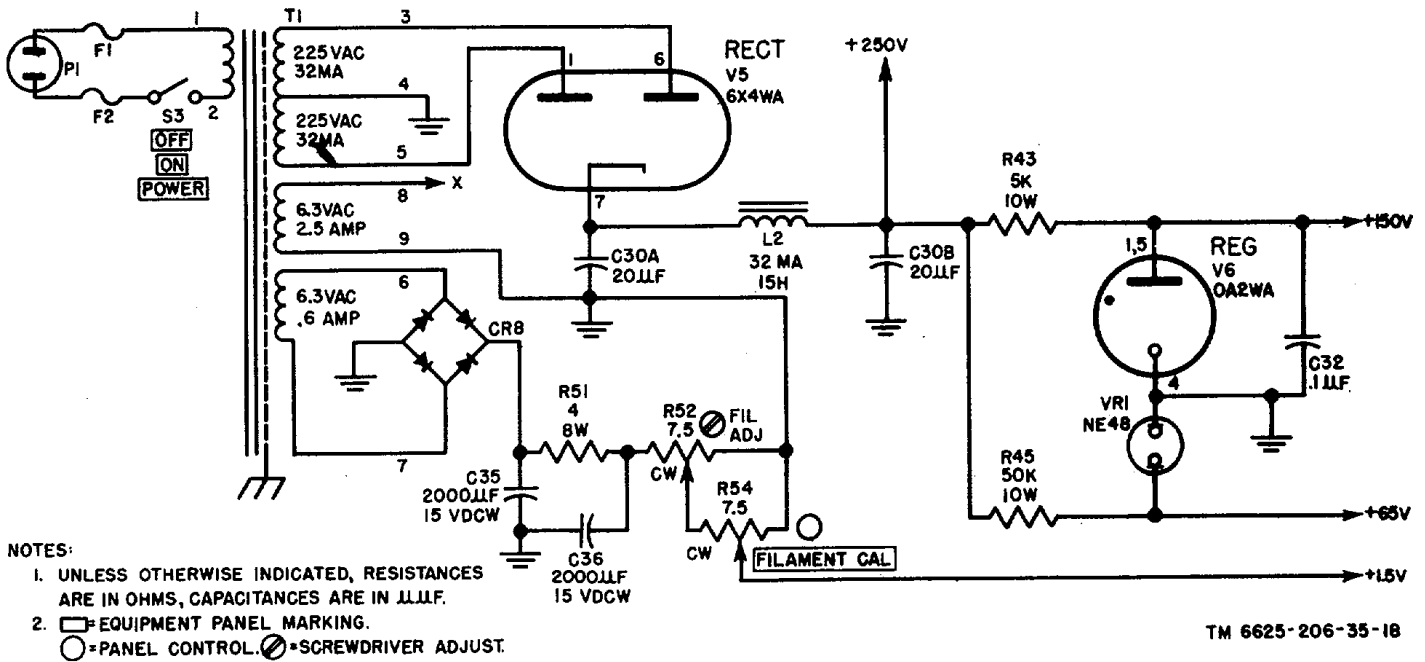 T1
1
F1
P1
F2
S3
2
OFF
ON
POWER
3
225VAC
32MA
4
225VAC
32MA
5
8
X
6.3VAC
2.5 AMP
9
6.3VAC
.6 AMP
6
7
CR8
1
6
RECT
V5
6X4WA
7
C30A
20µF
L2
32 MA
15H
+250V
C30B
20µF
R43
5K
10W
+150V
1,5
REG
V6
OA2WA
4
C32
.1µF
VR1
NE48
R45
50K
10W
+65V
R51
4
8W
R52
7.5
FIL
ADJ
CW
C35
2000µF
15 VDCW
C36
2000µF
15 VDCW
R54
7.5
CW
FILAMENT CAL
+1.5V
NOTES:
1. UNLESS OTHERWISE INDICATED, RESISTANCES
ARE IN OHMS, CAPACITANCES ARE IN µµF.
2. =EQUIPMENT PANEL MARKING.
=PANEL CONTROL. =SCREWDRIVER ADJUST.
TM 6625-206-35-18